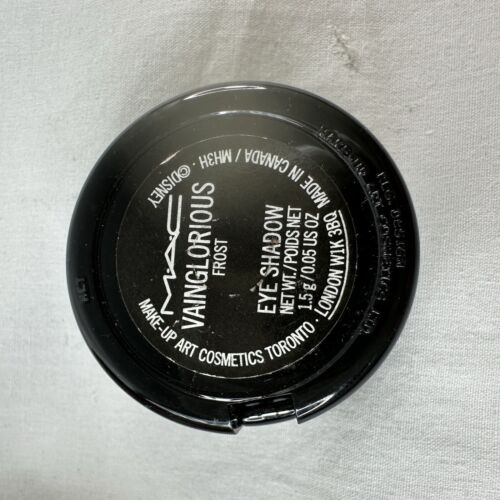 MAC
VAINGLORIOUS
FROST
EYE SHADOW
NET WT./POIDS NET
1.5 g / 0.05 US OZ
MAKE-UP ART COSMETICS TORONTO · LONDON W1K 3BQ MADE IN CANADA / MH3H · ©DISNEY